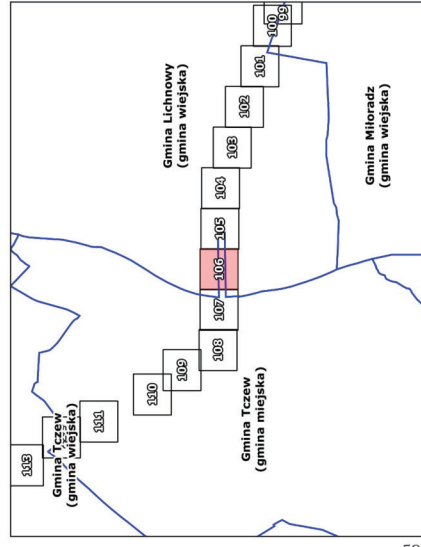 99
100
101
102
103
104
105
106
107
108
109
110
111
113
Gmina Lichnowy
(gmina wiejska)
Gmina Miłoradz
(gmina wiejska)
Gmina Tczew
(gmina miejska)
Gmina Tczew
(gmina wiejska)